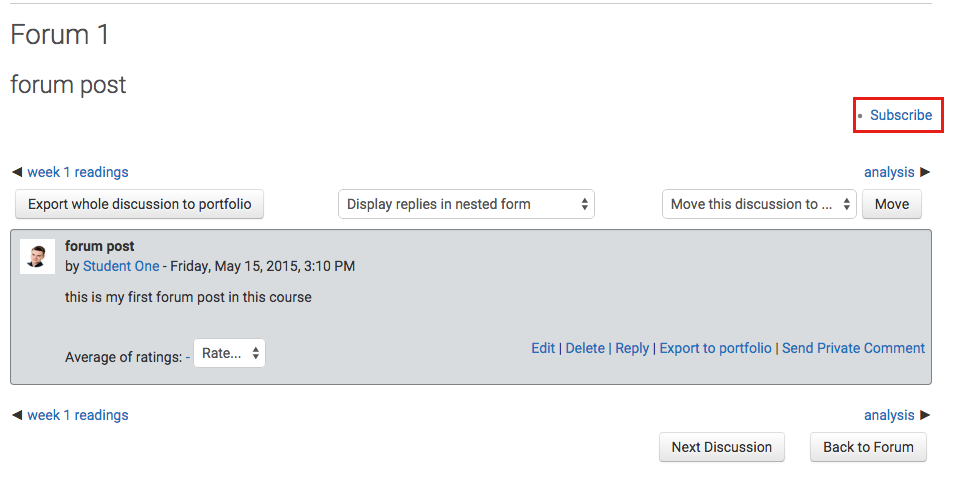 Forum 1
forum post
Subscribe
week 1 readings analysis
Export whole discussion to portfolio Display replies in nested form Move this discussion to ... Move
forum post
by Student One - Friday, May 15, 2015, 3:10 PM
this is my first forum post in this course
Average of ratings: - Rate... Edit | Delete | Reply | Export to portfolio | Send Private Comment
week 1 readings analysis
Next Discussion Back to Forum